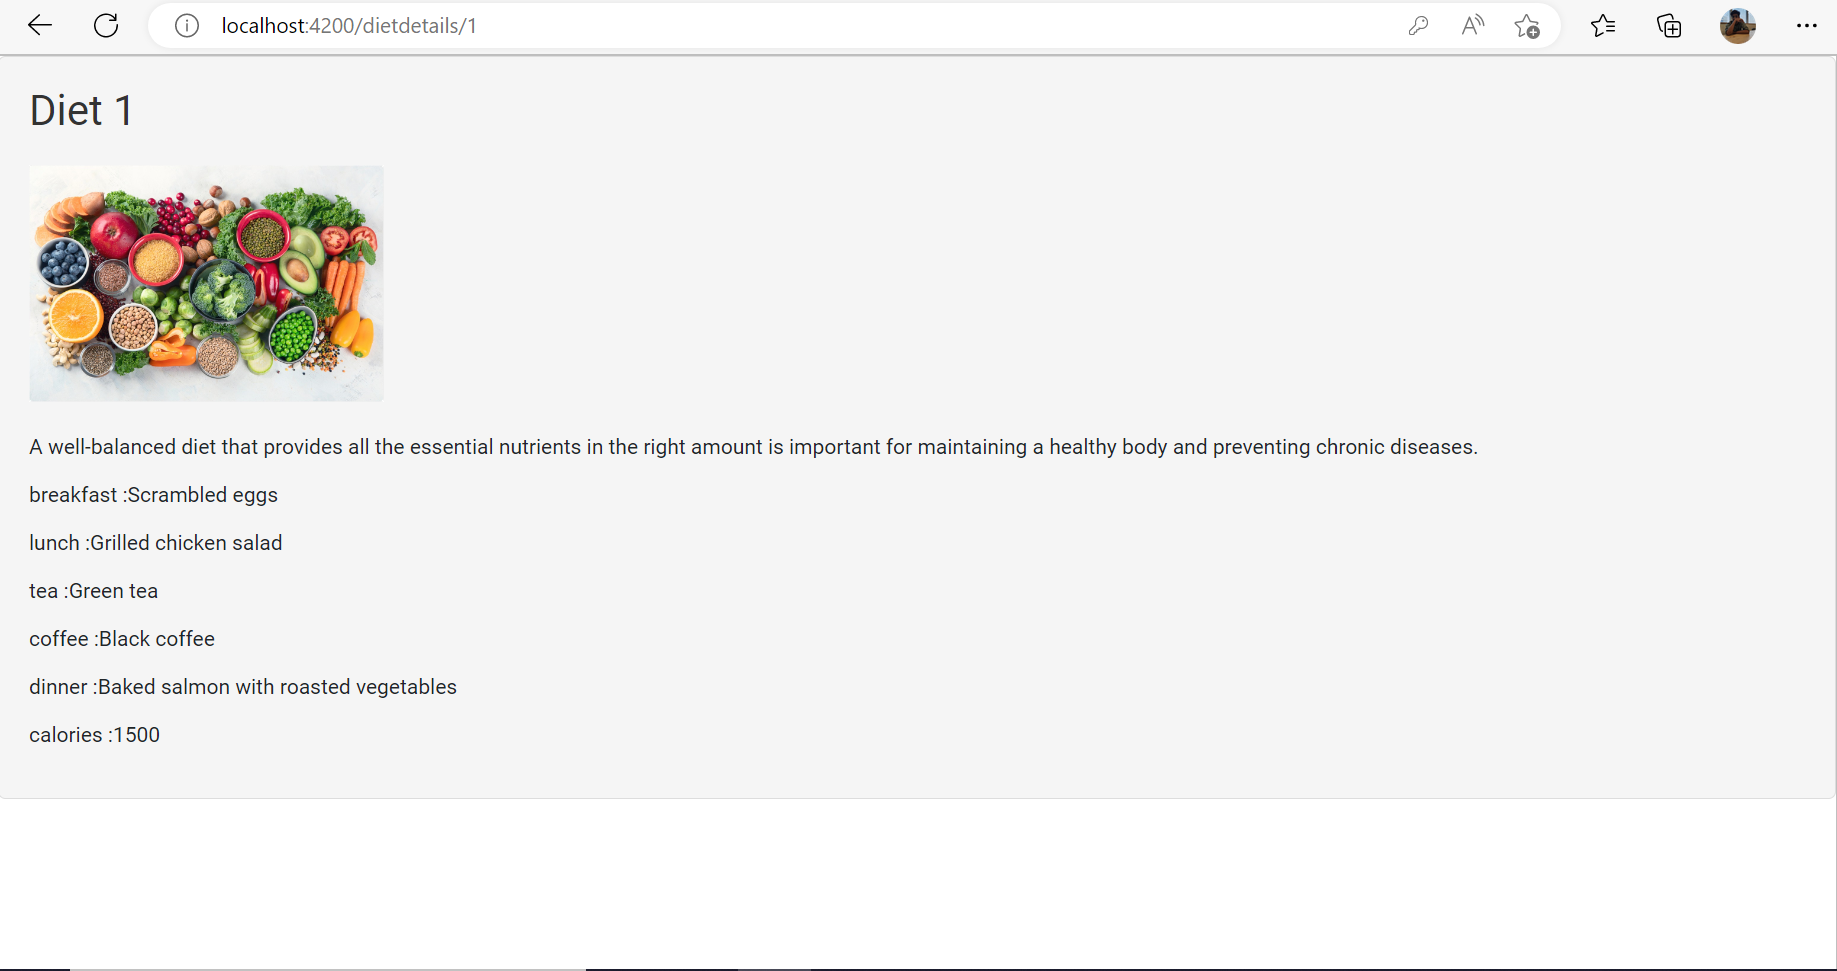 localhost:4200/dietdetails/1
Diet 1
A well-balanced diet that provides all the essential nutrients in the right amount is important for maintaining a healthy body and preventing chronic diseases.
breakfast :Scrambled eggs
lunch :Grilled chicken salad
tea :Green tea
coffee :Black coffee
dinner :Baked salmon with roasted vegetables
calories :1500